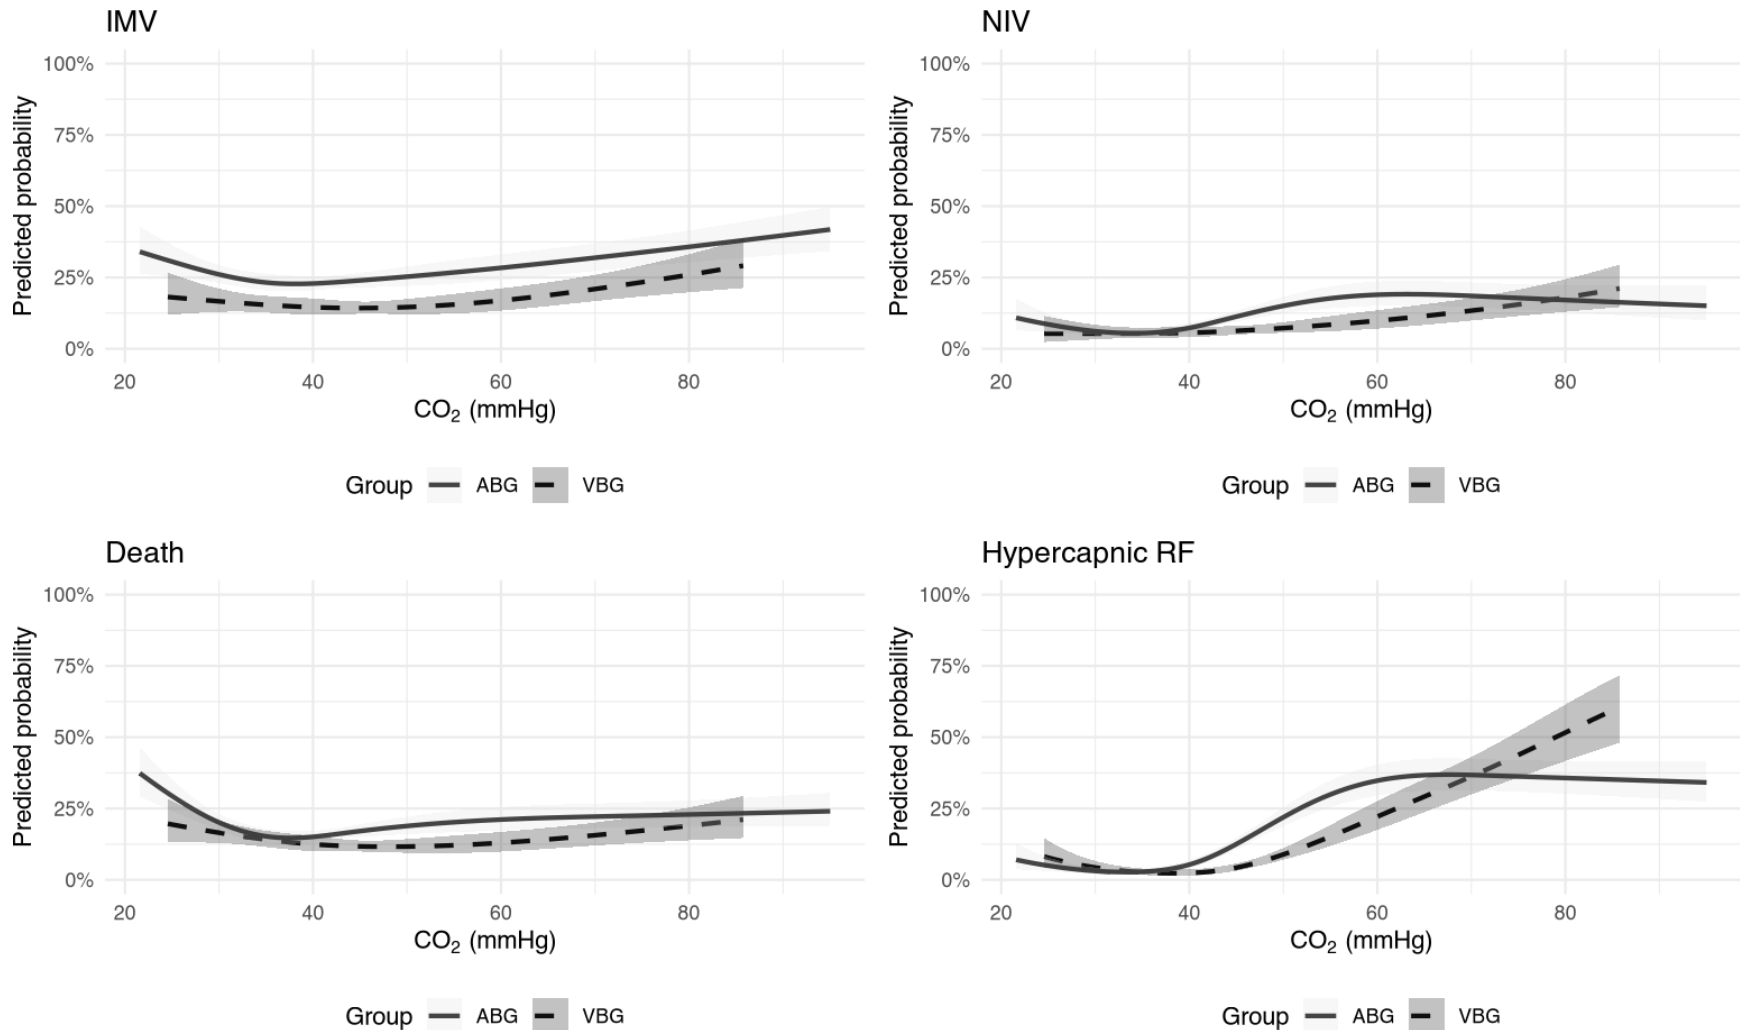 IMV
100%
75%
50%
25%
0%
Predicted probability
20 40 60 80
CO₂ (mmHg)
Group ABG VBG
NIV
100%
75%
50%
25%
0%
Predicted probability
20 40 60 80
CO₂ (mmHg)
Group ABG VBG
Death
100%
75%
50%
25%
0%
Predicted probability
20 40 60 80
CO₂ (mmHg)
Group ABG VBG
Hypercapnic RF
100%
75%
50%
25%
0%
Predicted probability
20 40 60 80
CO₂ (mmHg)
Group ABG VBG